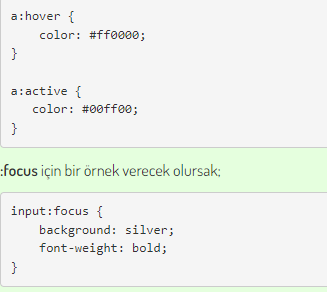 a:hover {
    color: #ff0000;
}
a:active {
   color: #00ff00;
}
:focus için bir örnek verecek olursak;
input:focus {
    background: silver;
    font-weight: bold;
}